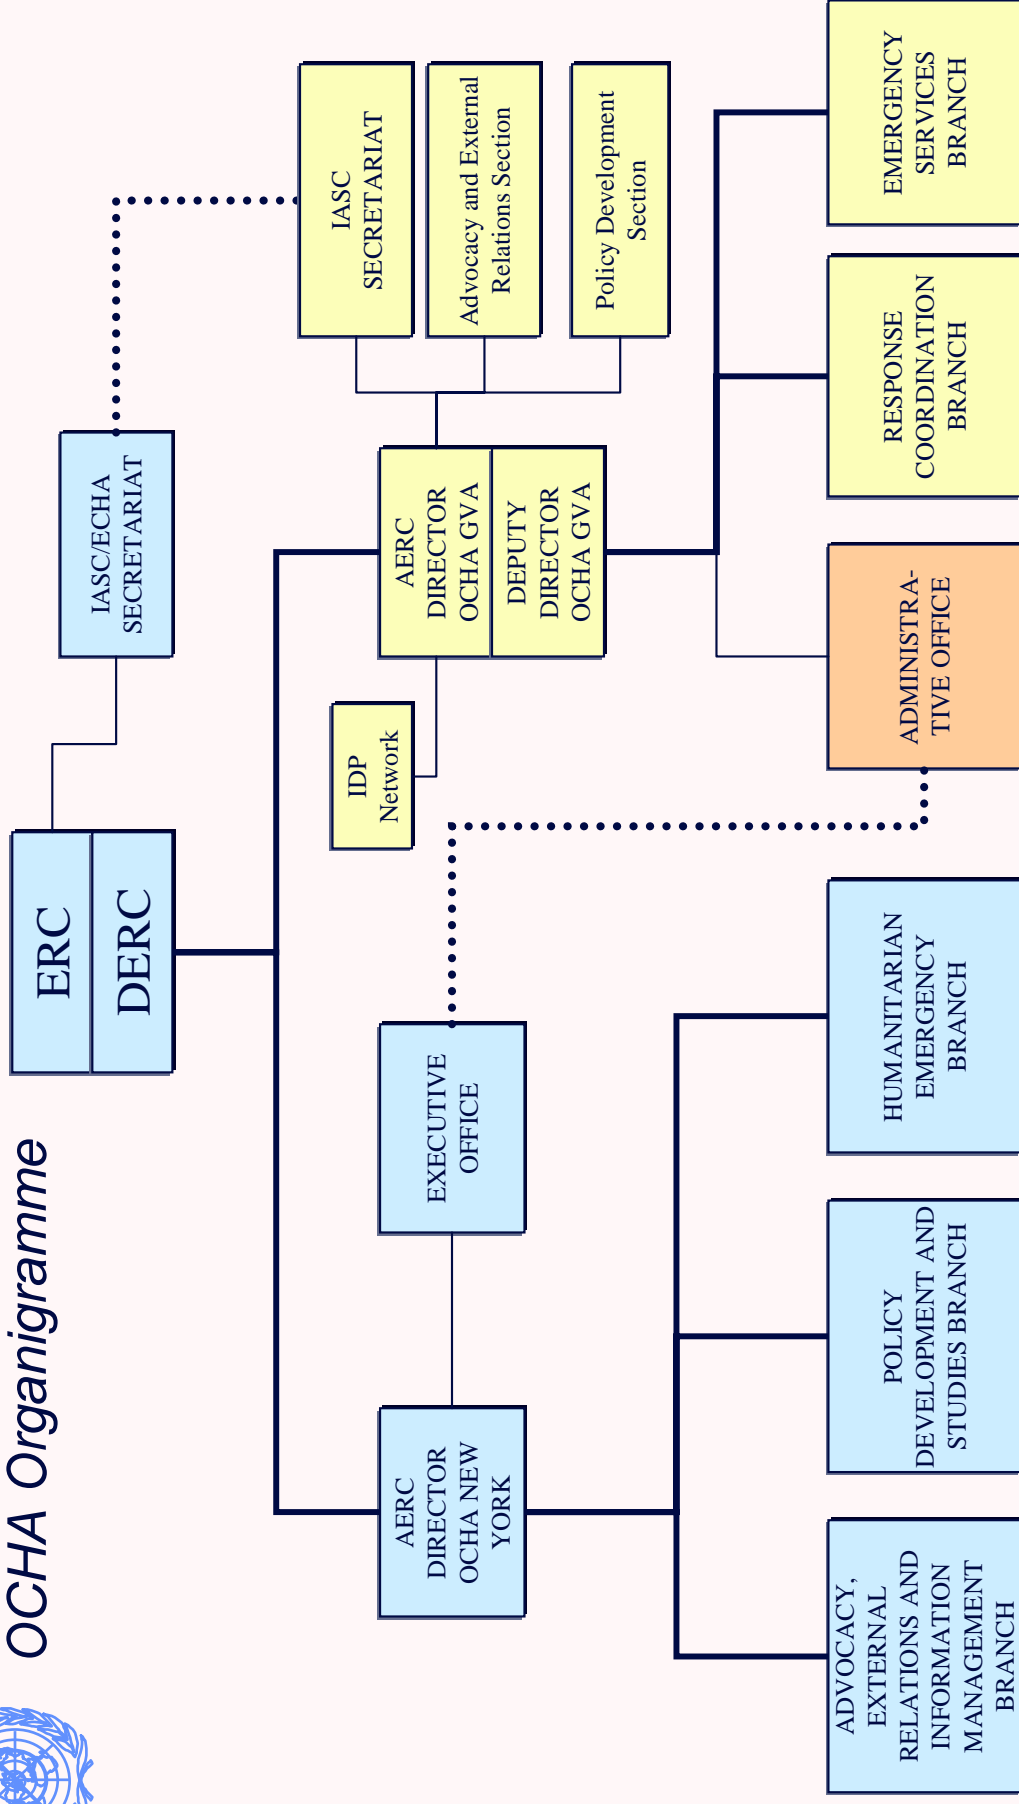 OCHA Organigramme
ERC
DERC
IASC/ECHA
SECRETARIAT
AERC
DIRECTOR
OCHA NEW
YORK
EXECUTIVE
OFFICE
IDP
Network
AERC
DIRECTOR
OCHA GVA
DEPUTY
DIRECTOR
OCHA GVA
IASC
SECRETARIAT
Advocacy and External
Relations Section
Policy Development
Section
ADVOCACY,
EXTERNAL
RELATIONS AND
INFORMATION
MANAGEMENT
BRANCH
POLICY
DEVELOPMENT AND
STUDIES BRANCH
HUMANITARIAN
EMERGENCY
BRANCH
ADMINISTRA-
TIVE OFFICE
RESPONSE
COORDINATION
BRANCH
EMERGENCY
SERVICES
BRANCH